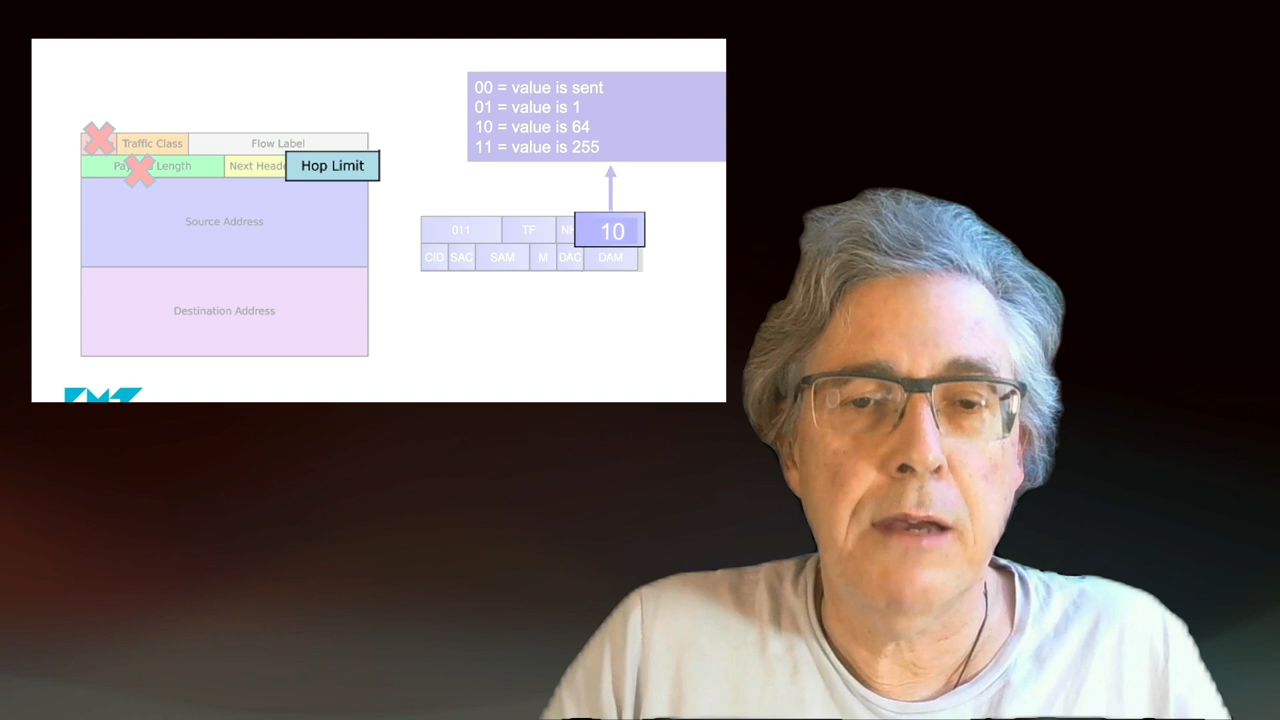 00 = value is sent
01 = value is 1
10 = value is 64
11 = value is 255
Traffic Class Flow Label
Length Next Heade Hop Limit
Source Address
Destination Address
011 TF NH 10
CID SAC SAM M DAC DAM